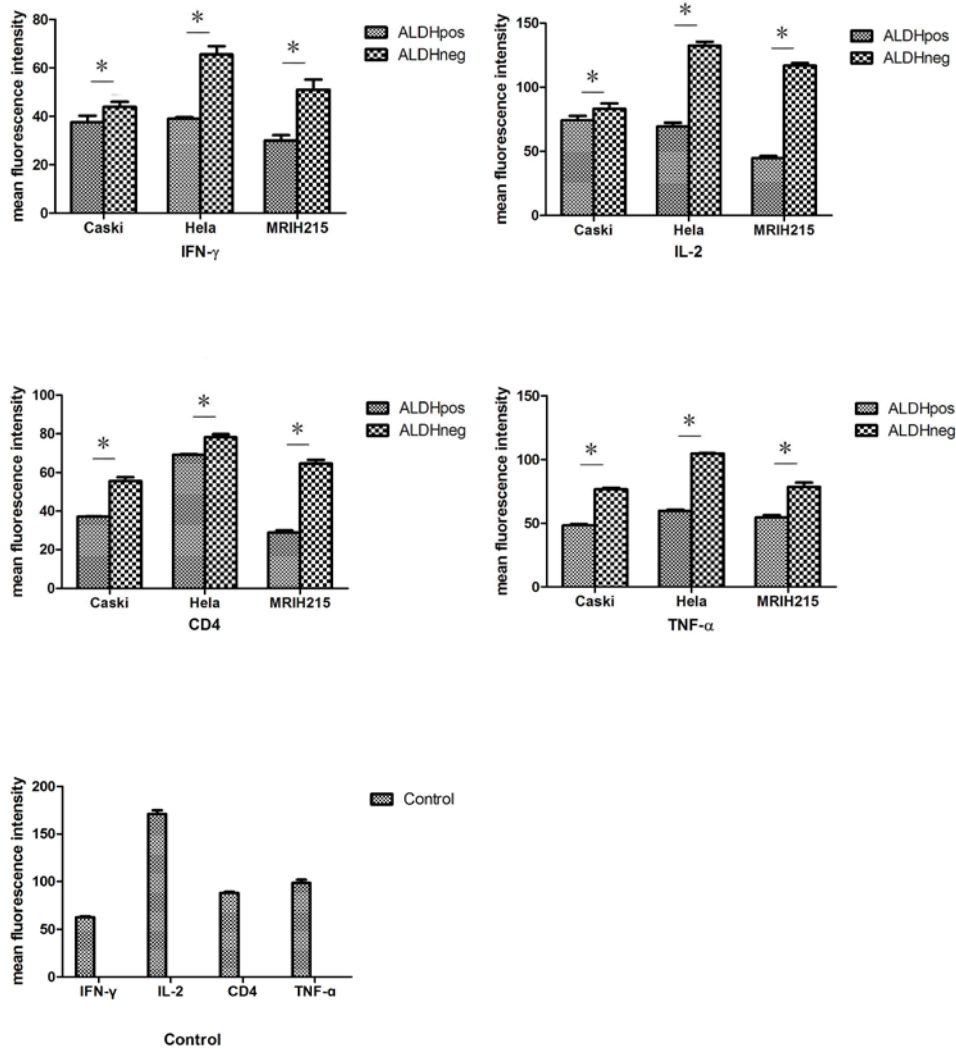 mean fluorescence intensity
80
60
40
20
0
* * *
Caski Hela MRIH215
IFN-γ
ALDHpos
ALDHneg
mean fluorescence intensity
150
100
50
0
* * *
Caski Hela MRIH215
IL-2
ALDHpos
ALDHneg
mean fluorescence intensity
100
80
60
40
20
0
* * *
Caski Hela MRIH215
CD4
ALDHpos
ALDHneg
mean fluorescence intensity
150
100
50
0
* * *
Caski Hela MRIH215
TNF-α
ALDHpos
ALDHneg
mean fluorescence intensity
200
150
100
50
0
IFN-γ IL-2 CD4 TNF-α
Control
Control